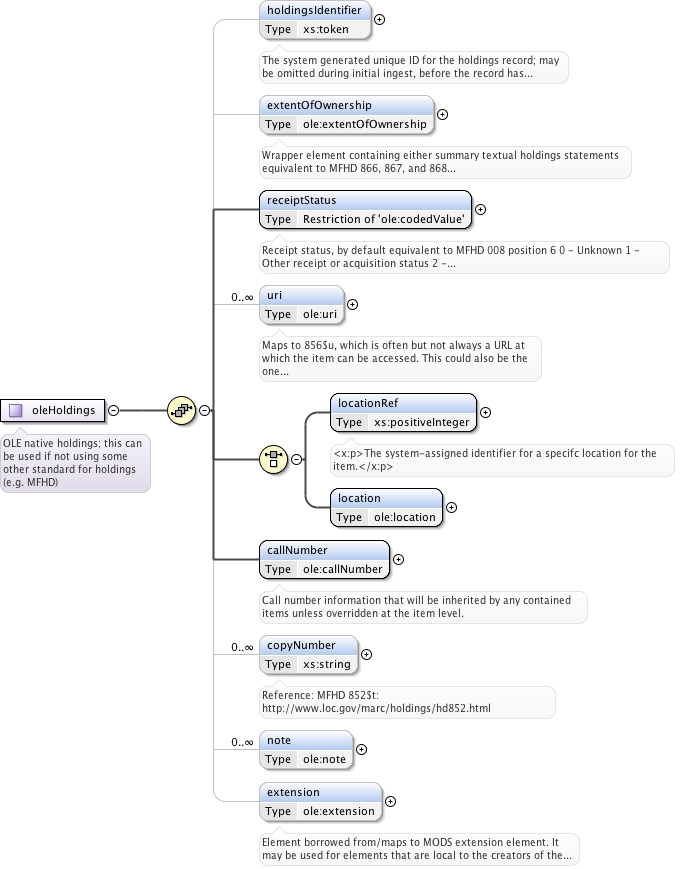 holdingsIdentifier
Type xs:token
The system generated unique ID for the holdings record; may
be omitted during initial ingest, before the record has...
extentOfOwnership
Type ole:extentOfOwnership
Wrapper element containing either summary textual holdings statements
equivalent to MFHD 866, 867, and 868...
receiptStatus
Type Restriction of 'ole:codedValue'
Receipt status, by default equivalent to MFHD 008 position 6 0 – Unknown 1 –
Other receipt or acquisition status 2 –...
0..∞
uri
Type ole:uri
Maps to 856$u, which is often but not always a URL at
which the item can be accessed. This could also be the
one...
oleHoldings
OLE native holdings; this can
be used if not using some
other standard for holdings
(e.g. MFHD)
locationRef
Type xs:positiveInteger
<x:p>The system-assigned identifier for a specifc location for the
item.</x:p>
location
Type ole:location
callNumber
Type ole:callNumber
Call number information that will be inherited by any contained
items unless overridden at the item level.
0..∞
copyNumber
Type xs:string
Reference: MFHD 852$t:
http://www.loc.gov/marc/holdings/hd852.html
0..∞
note
Type ole:note
extension
Type ole:extension
Element borrowed from/maps to MODS extension element. It
may be used for elements that are local to the creators of the...